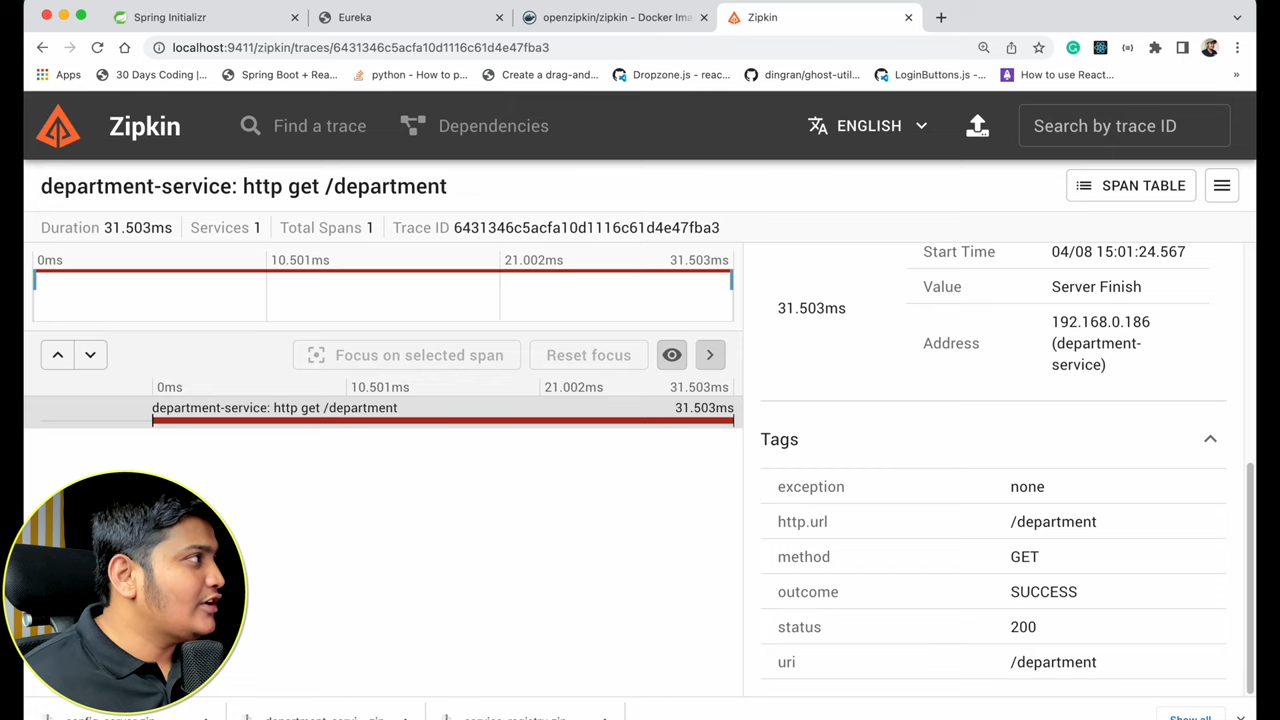 Spring Initializr
Eureka
openzipkin/zipkin - Docker Ima
Zipkin
localhost:9411/zipkin/traces/6431346c5acfa10d1116c61d4e47fba3
Apps
30 Days Coding |...
Spring Boot + Rea...
python - How to p...
Create a drag-and...
Dropzone.js - reac...
dingran/ghost-util...
LoginButtons.js -...
How to use React...
Zipkin
Find a trace
Dependencies
ENGLISH
Search by trace ID
department-service: http get /department
SPAN TABLE
Duration 31.503ms
Services 1
Total Spans 1
Trace ID 6431346c5acfa10d1116c61d4e47fba3
0ms 10.501ms 21.002ms 31.503ms
Focus on selected span
Reset focus
0ms 10.501ms 21.002ms 31.503ms
department-service: http get /department 31.503ms
31.503ms
Start Time 04/08 15:01:24.567
Value Server Finish
Address 192.168.0.186
(department-
service)
Tags
exception none
http.url /department
method GET
outcome SUCCESS
status 200
uri /department
Show all